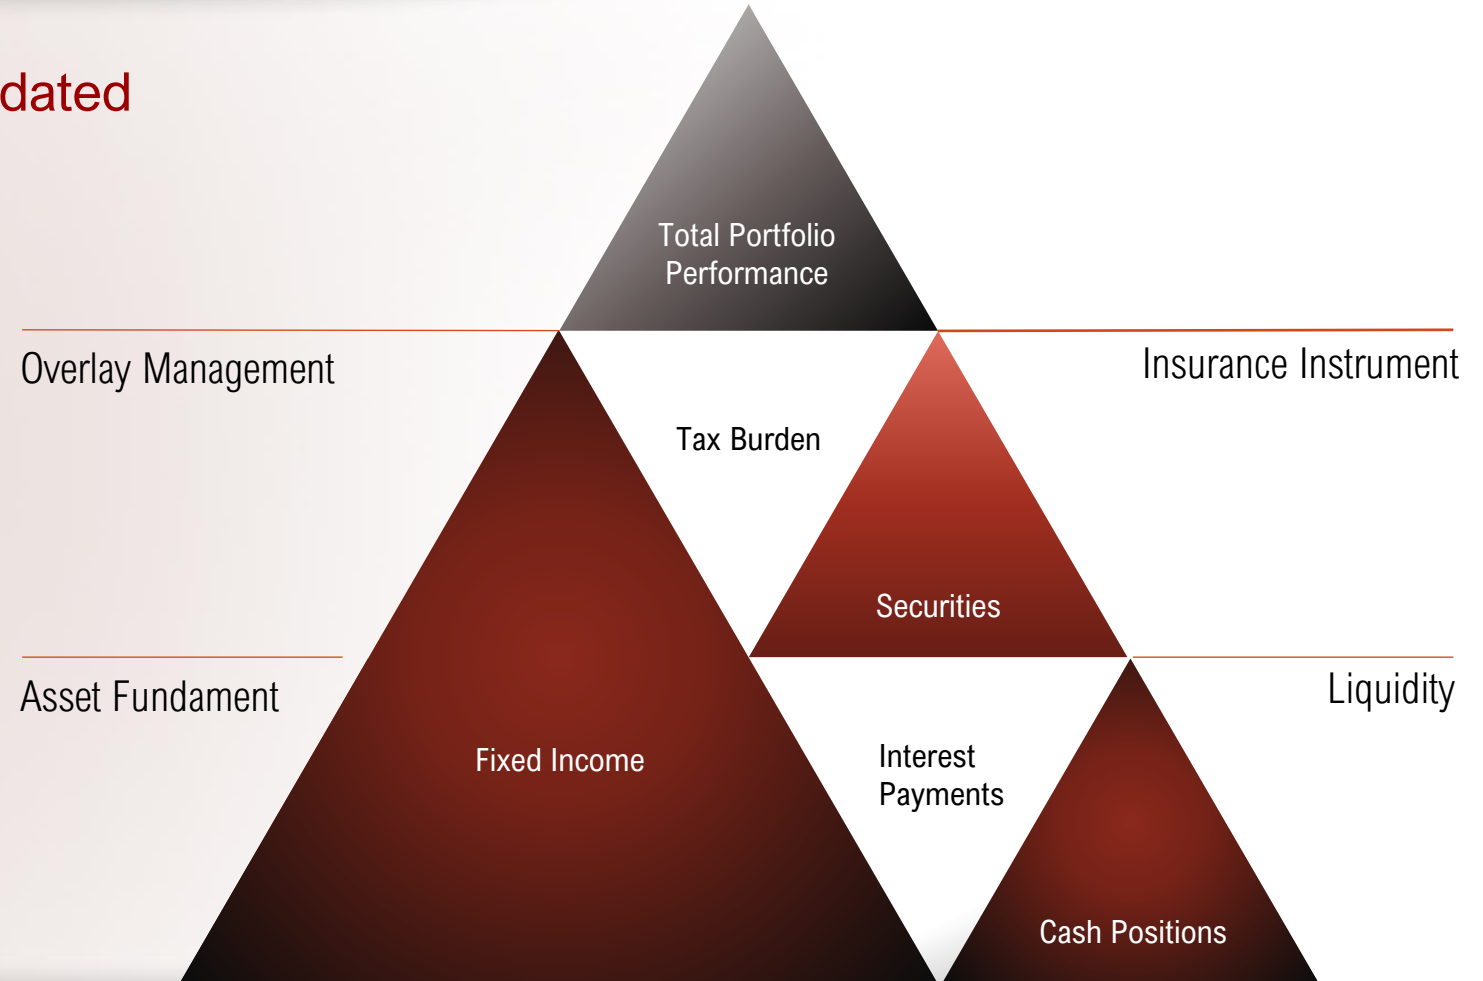 dated
Total Portfolio
Performance
Overlay Management
Insurance Instrument
Tax Burden
Securities
Asset Fundament
Liquidity
Fixed Income
Interest
Payments
Cash Positions